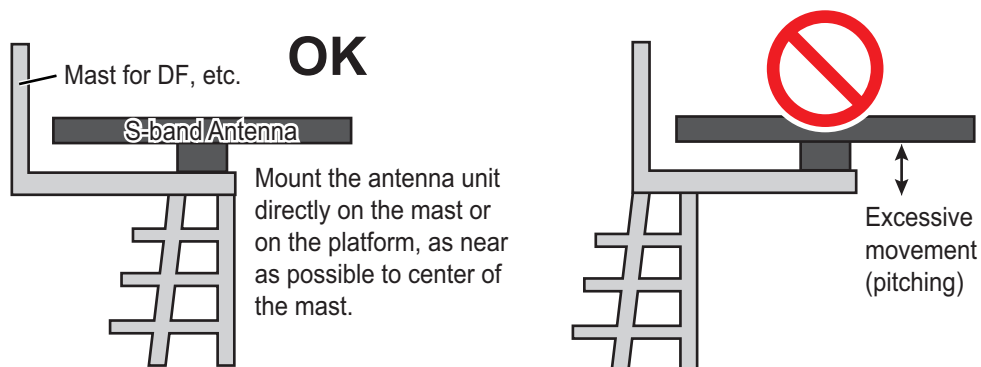 OK
Mast for DF, etc.
S-band Antenna
Mount the antenna unit
directly on the mast or
on the platform, as near
as possible to center of
the mast.
Excessive
movement
(pitching)